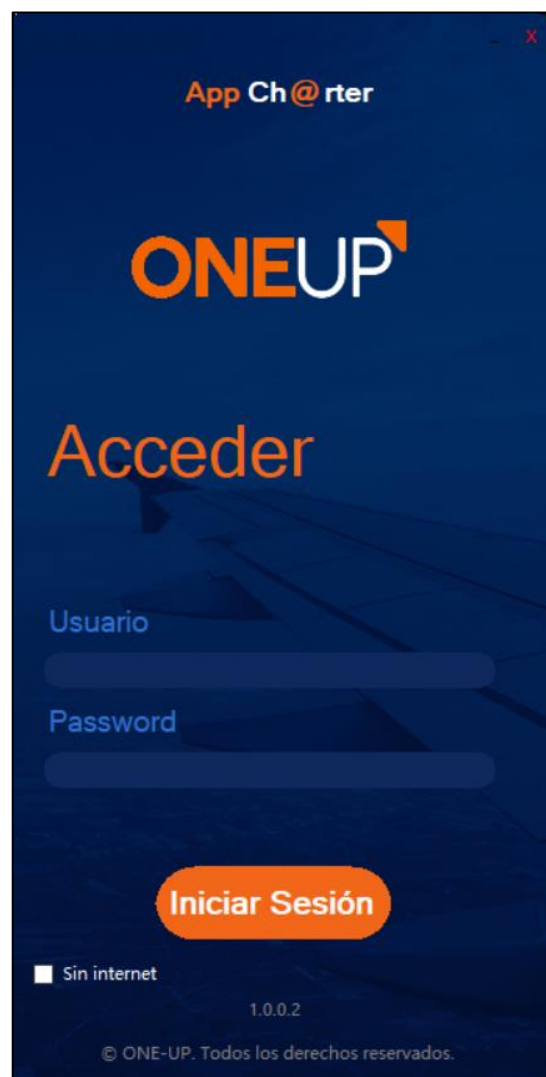 _ X
App Ch@rter
ONEUP
Acceder
Usuario
Password
Iniciar Sesión
Sin internet
1.0.0.2
© ONE-UP. Todos los derechos reservados.